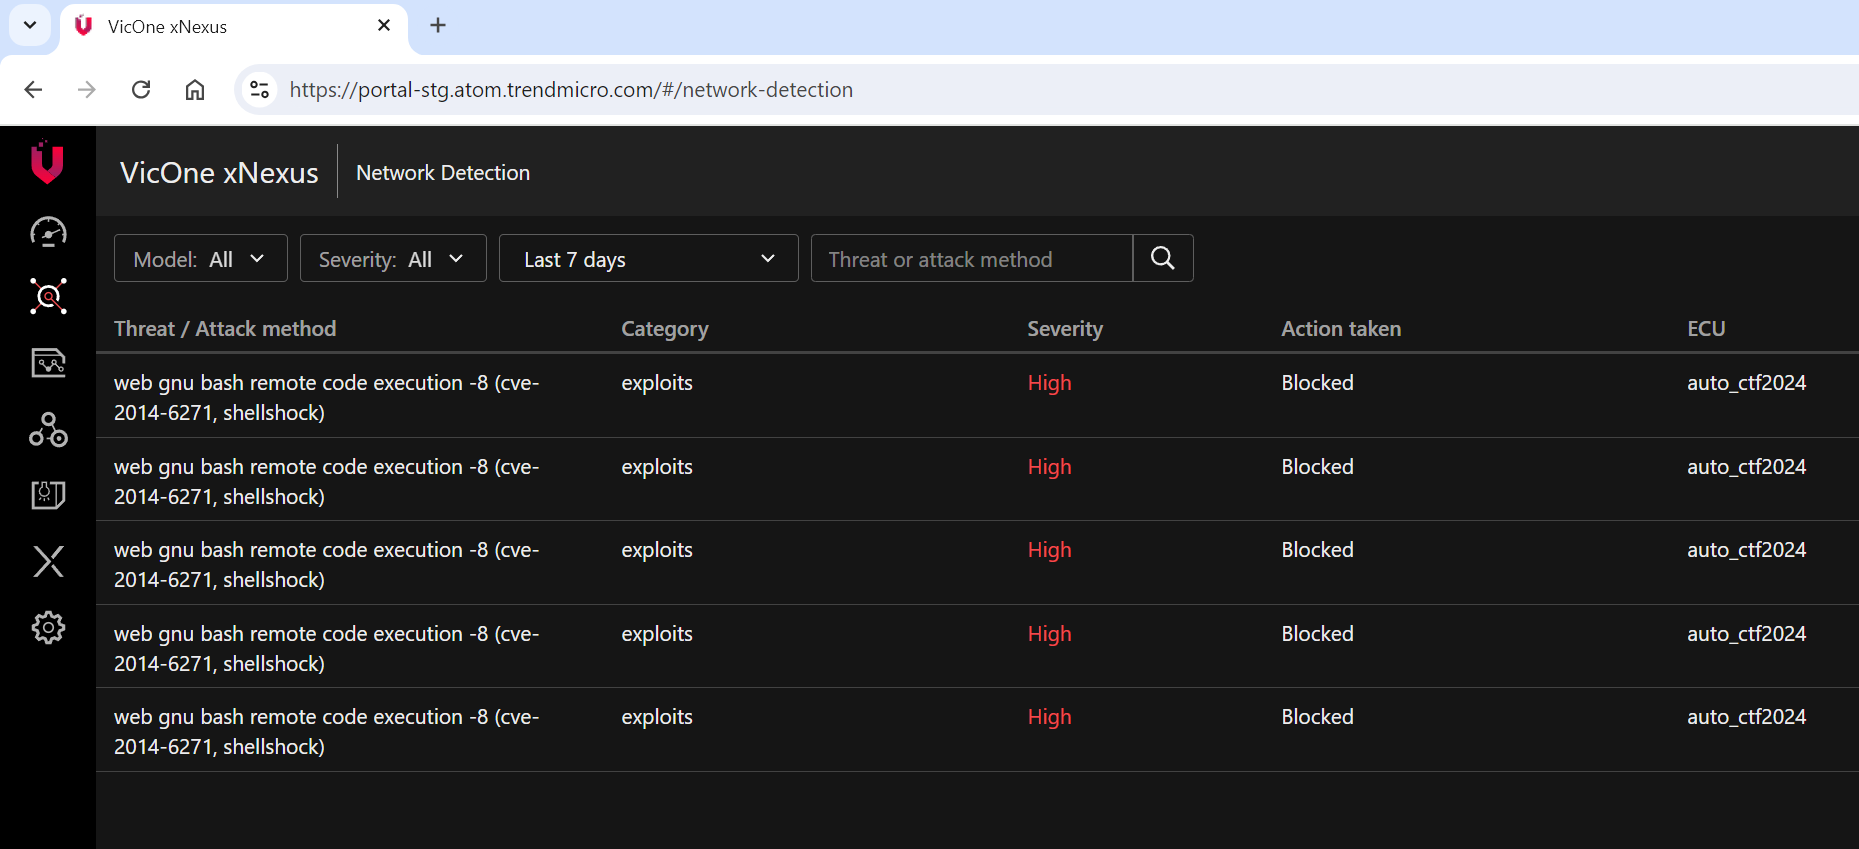 VicOne xNexus
https://portal-stg.atom.trendmicro.com/#/network-detection
VicOne xNexus
Network Detection
Model: All
Severity: All
Last 7 days
Threat or attack method
Threat / Attack method
Category
Severity
Action taken
ECU
web gnu bash remote code execution -8 (cve-
2014-6271, shellshock)
exploits
High
Blocked
auto_ctf2024
web gnu bash remote code execution -8 (cve-
2014-6271, shellshock)
exploits
High
Blocked
auto_ctf2024
web gnu bash remote code execution -8 (cve-
2014-6271, shellshock)
exploits
High
Blocked
auto_ctf2024
web gnu bash remote code execution -8 (cve-
2014-6271, shellshock)
exploits
High
Blocked
auto_ctf2024
web gnu bash remote code execution -8 (cve-
2014-6271, shellshock)
exploits
High
Blocked
auto_ctf2024